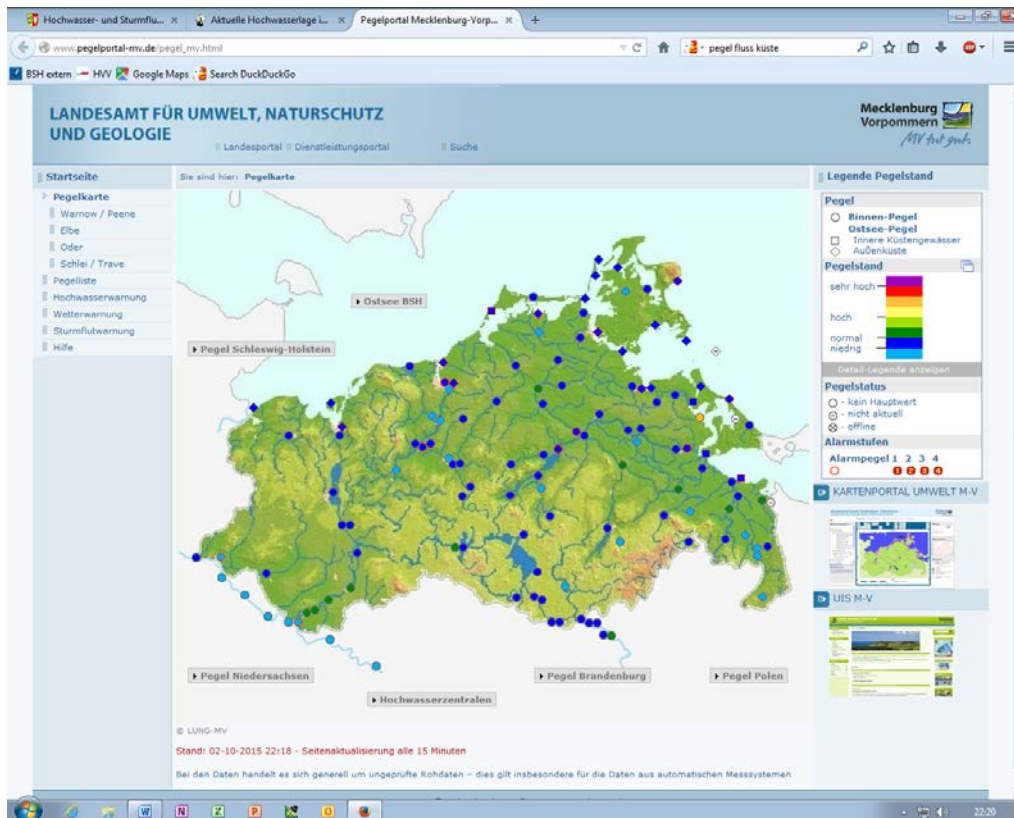 Hochwasser- und Sturmflu...
Aktuelle Hochwasserlage i...
Pegelportal Mecklenburg-Vorp...
www.pegelportal-mv.de/pegel_mv.html
pegel fluss küste
BSH extern
HVV
Google Maps
Search DuckDuckGo
LANDESAMT FÜR UMWELT, NATURSCHUTZ
UND GEOLOGIE
Landesportal
Dienstleistungsportal
Suche
Mecklenburg
Vorpommern
MV tut gut.
Startseite
Pegelkarte
Warnow / Peene
Elbe
Oder
Schlei / Trave
Pegelliste
Hochwasserwarnung
Wetterwarnung
Sturmflutwarnung
Hilfe
Sie sind hier: Pegelkarte
Ostsee BSH
Pegel Schleswig-Holstein
Pegel Niedersachsen
Pegel Brandenburg
Pegel Polen
Hochwasserzentralen
© LUNG-MV
Stand: 02-10-2015 22:18 - Seitenaktualisierung alle 15 Minuten
Bei den Daten handelt es sich generell um ungeprüfte Rohdaten - dies gilt insbesondere für die Daten aus automatischen Messsystemen
Legende Pegelstand
Pegel
Binnen-Pegel
Ostsee-Pegel
Innere Küstengewässer
Außenküste
Pegelstand
sehr hoch
hoch
normal
niedrig
Detail-Legende anzeigen
Pegelstatus
- kein Hauptwert
- nicht aktuell
- offline
Alarmstufen
Alarmpegel 1 2 3 4
1 2 3 4
KARTENPORTAL UMWELT M-V
UIS M-V
22:20